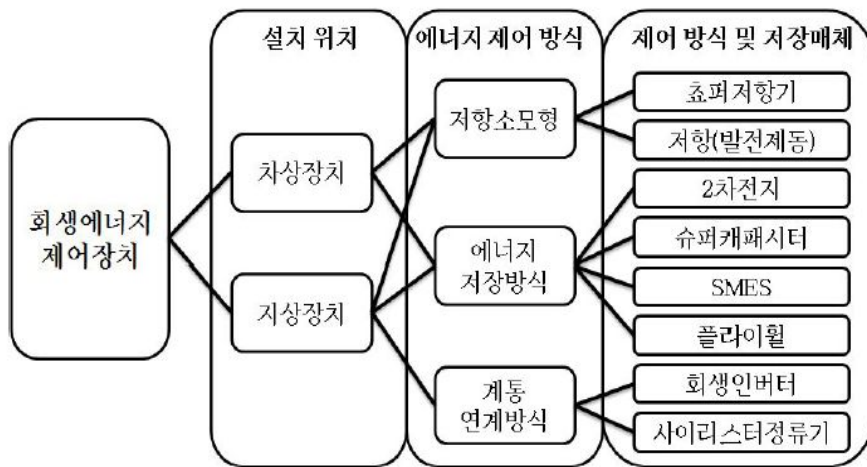 설치 위치
에너지 제어 방식
제어 방식 및 저장매체
회생에너지
제어장치
차상장치
지상장치
저항소모형
에너지
저장방식
계통
연계방식
쵸퍼저항기
저항(발전제동)
2차전지
슈퍼캐패시터
SMES
플라이휠
회생인버터
사이리스터정류기